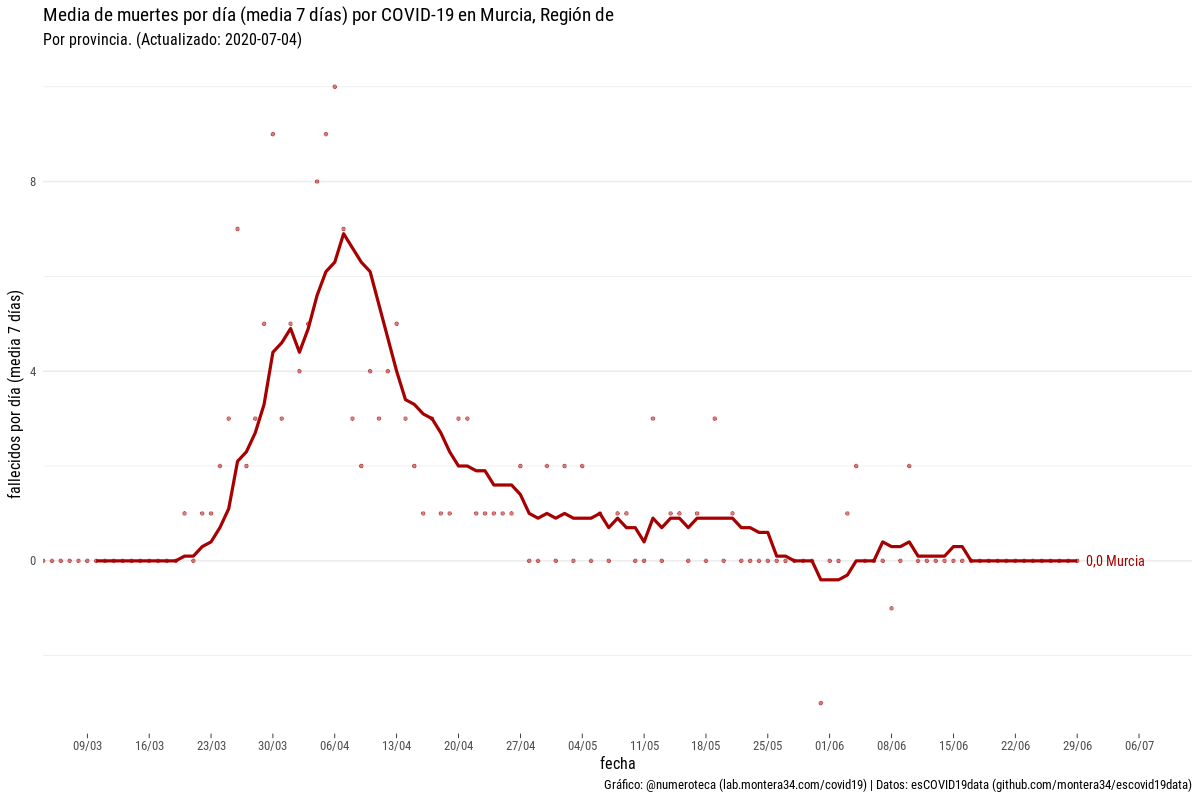 Media de muertes por día (media 7 días) por COVID-19 en Murcia, Región de
Por provincia. (Actualizado: 2020-07-04)
fallecidos por día (media 7 días)
8
4
0
0,0 Murcia
09/03 16/03 23/03 30/03 06/04 13/04 20/04 27/04 04/05 11/05 18/05 25/05 01/06 08/06 15/06 22/06 29/06 06/07
fecha
Gráfico: @numeroteca (lab.montera34.com/covid19) | Datos: esCOVID19data (github.com/montera34/escovid19data)